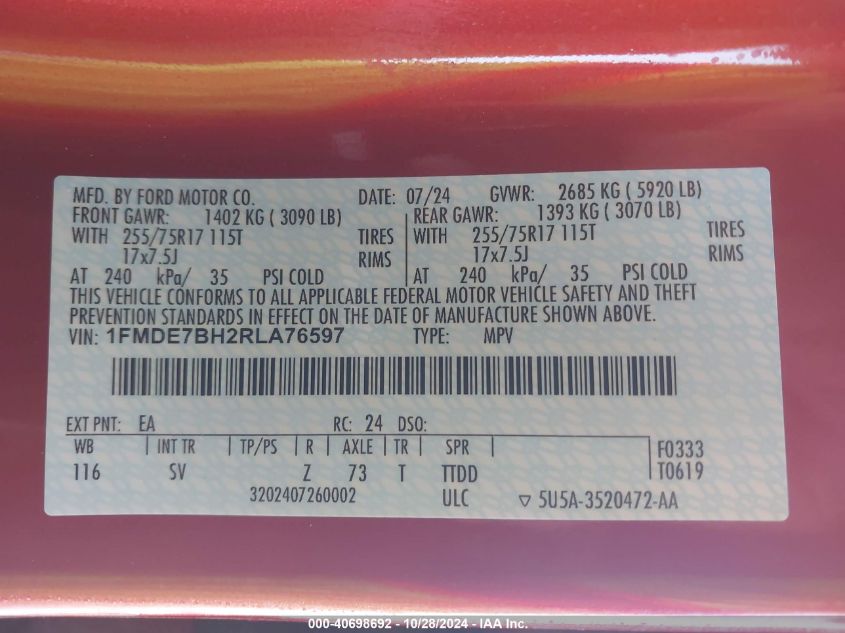 MFD. BY FORD MOTOR CO. DATE: 07/24 GVWR: 2685 KG ( 5920 LB)
FRONT GAWR: 1402 KG ( 3090 LB) REAR GAWR: 1393 KG ( 3070 LB)
WITH 255/75R17 115T TIRES WITH 255/75R17 115T TIRES
17x7.5J RIMS 17x7.5J RIMS
AT 240 kPa/ 35 PSI COLD AT 240 kPa/ 35 PSI COLD
THIS VEHICLE CONFORMS TO ALL APPLICABLE FEDERAL MOTOR VEHICLE SAFETY AND THEFT
PREVENTION STANDARDS IN EFFECT ON THE DATE OF MANUFACTURE SHOWN ABOVE.
VIN: 1FMDE7BH2RLA76597 TYPE: MPV
EXT PNT: EA RC: 24 DSO:
WB INT TR TP/PS R AXLE TR SPR F0333
116 SV Z 73 T TTDD T0619
3202407260002 ULC ▽ 5U5A-3520472-AA
000-40698692 - 10/28/2024 - IAA Inc.